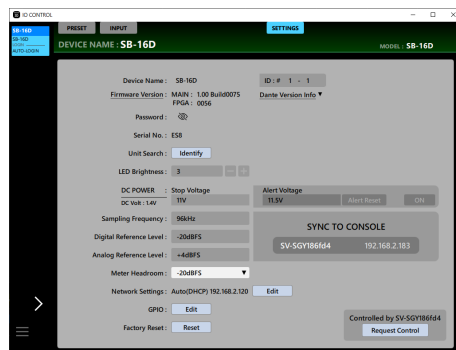 ID CONTROL
SB-16D
SB-16D
AUTO-LOGIN
PRESET
INPUT
SETTINGS
DEVICE NAME : SB-16D
MODEL : SB-16D
Device Name : SB-16D
ID : # 1 - 1
Firmware Version : MAIN : 1.00 Build0075
FPGA : 0056
Dante Version Info ▼
Password :
Serial No. : ES8
Unit Search : Identify
LED Brightness : 3 − +
DC POWER : Stop Voltage
Alert Voltage
DC Volt : 1.4V
11V
11.5V
Alert Reset
ON
Sampling Frequency : 96kHz
SYNC TO CONSOLE
Digital Reference Level : -20dBFS
SV-SGY186fd4 192.168.2.183
Analog Reference Level : +4dBFS
Meter Headroom : -20dBFS ▼
Network Settings : Auto(DHCP) 192.168.2.120 Edit
GPIO : Edit
Factory Reset : Reset
Controlled by SV-SGY186fd4
Request Control